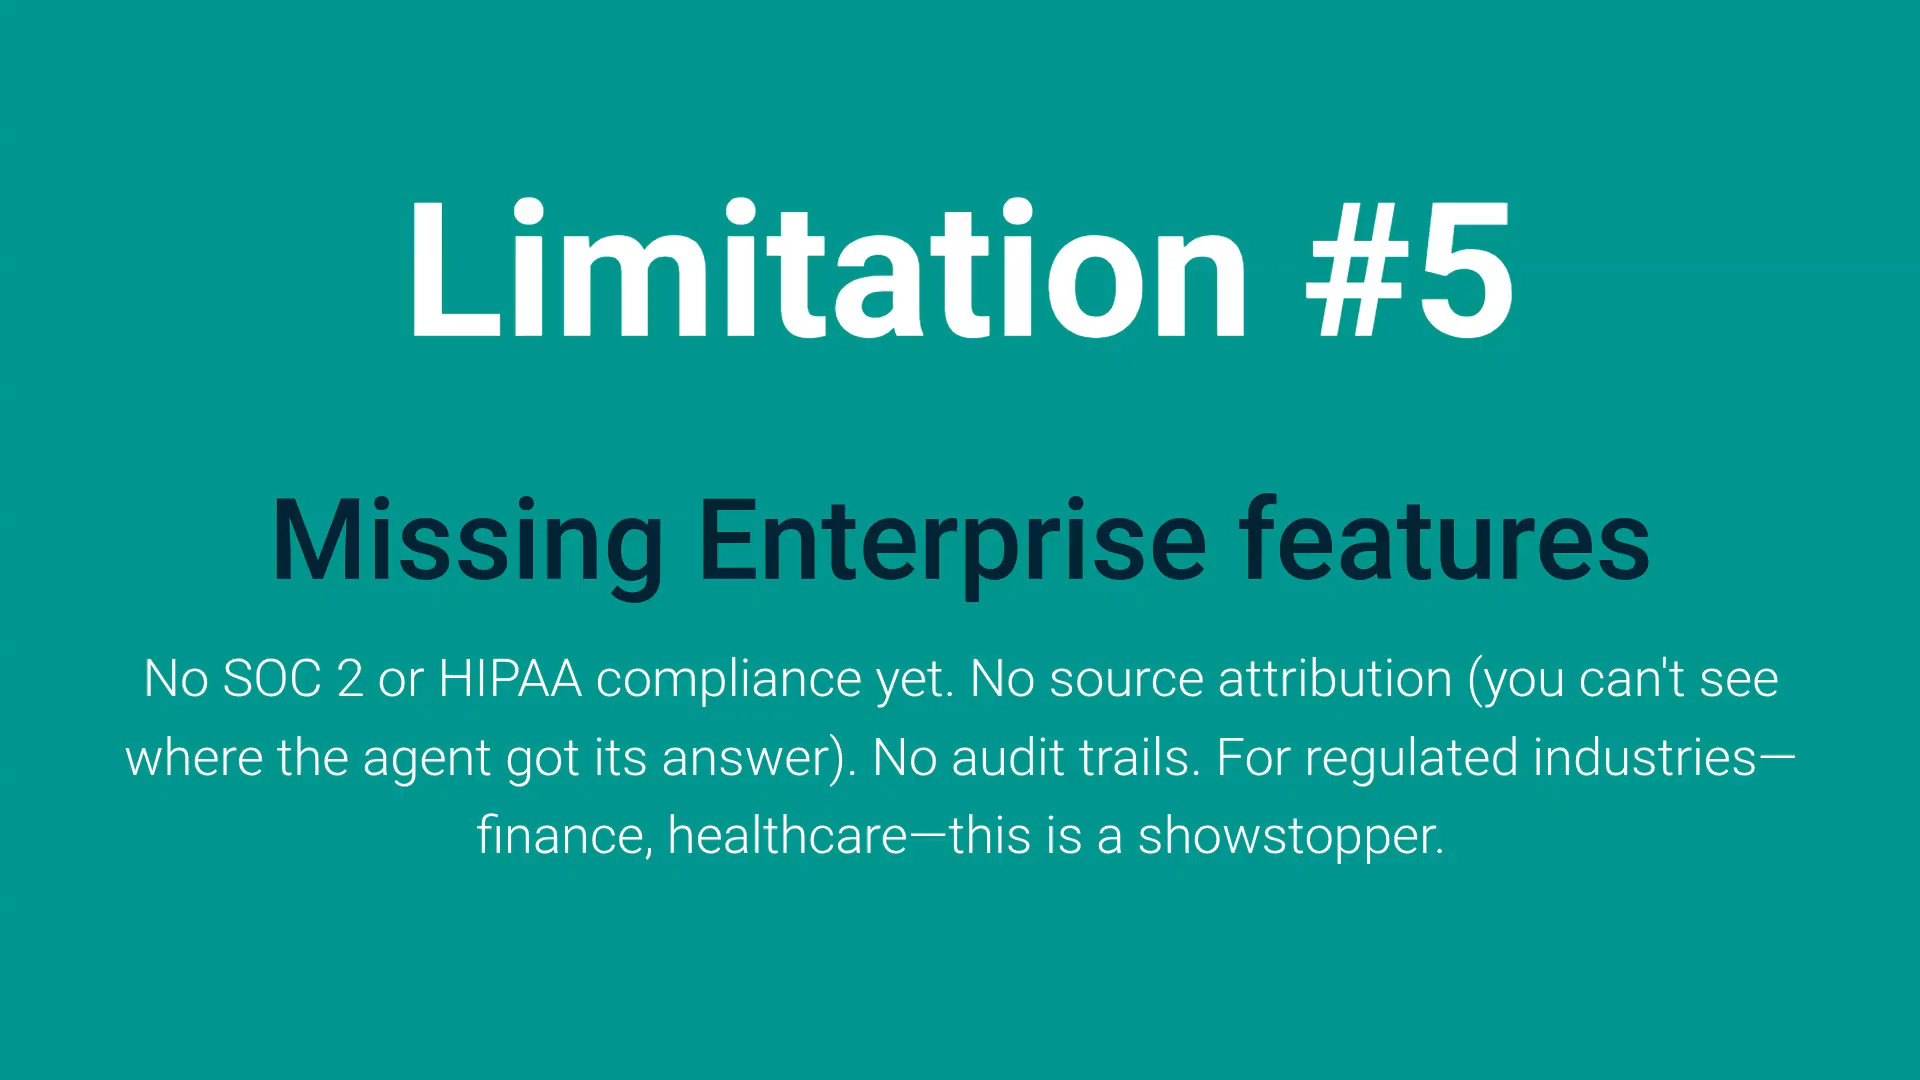 Limitation #5
Missing Enterprise features
No SOC 2 or HIPAA compliance yet. No source attribution (you can't see
where the agent got its answer). No audit trails. For regulated industries—
finance, healthcare—this is a showstopper.